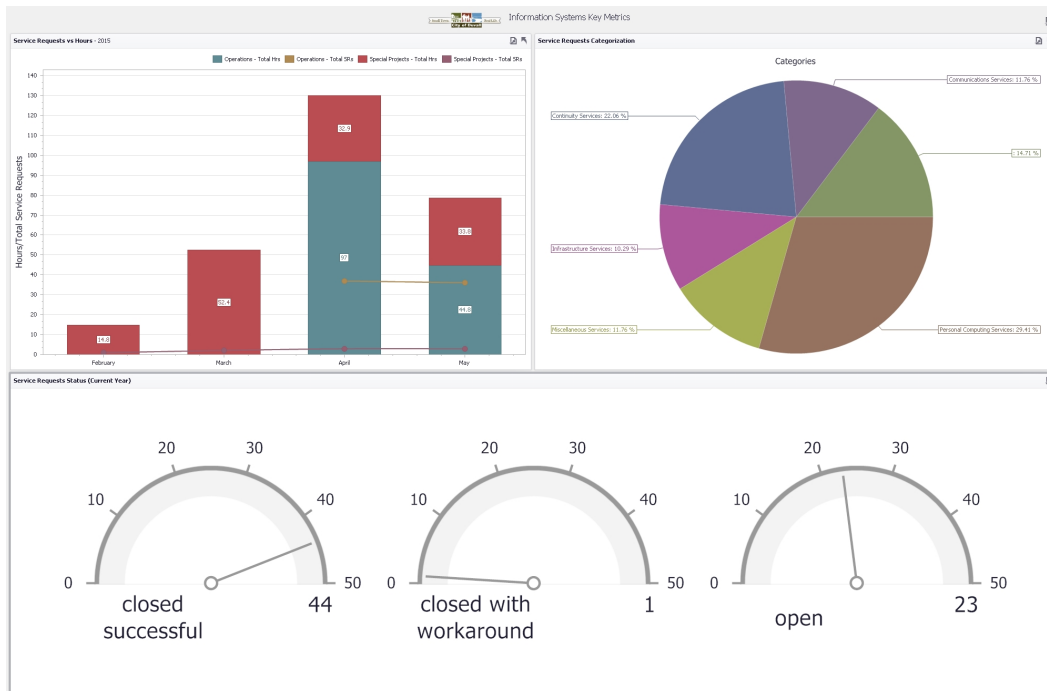 Information Systems Key Metrics
Service Requests vs Hours - 2015
Operations - Total Hrs
Operations - Total SRs
Special Projects - Total Hrs
Special Projects - Total SRs
Hours/Total Service Requests
140
130
120
110
100
90
80
70
60
50
40
30
20
10
0
14.8
52.4
32.9
97
33.8
44.8
February
March
April
May
Service Requests Categorization
Categories
Communications Services: 11.76 %
Continuity Services: 22.06 %
: 14.71 %
Infrastructure Services: 10.29 %
Miscellaneous Services: 11.76 %
Personal Computing Services: 29.41 %
Service Requests Status (Current Year)
0
10
20
30
40
50
closed
successful
44
0
10
20
30
40
50
closed with
workaround
1
0
10
20
30
40
50
open
23